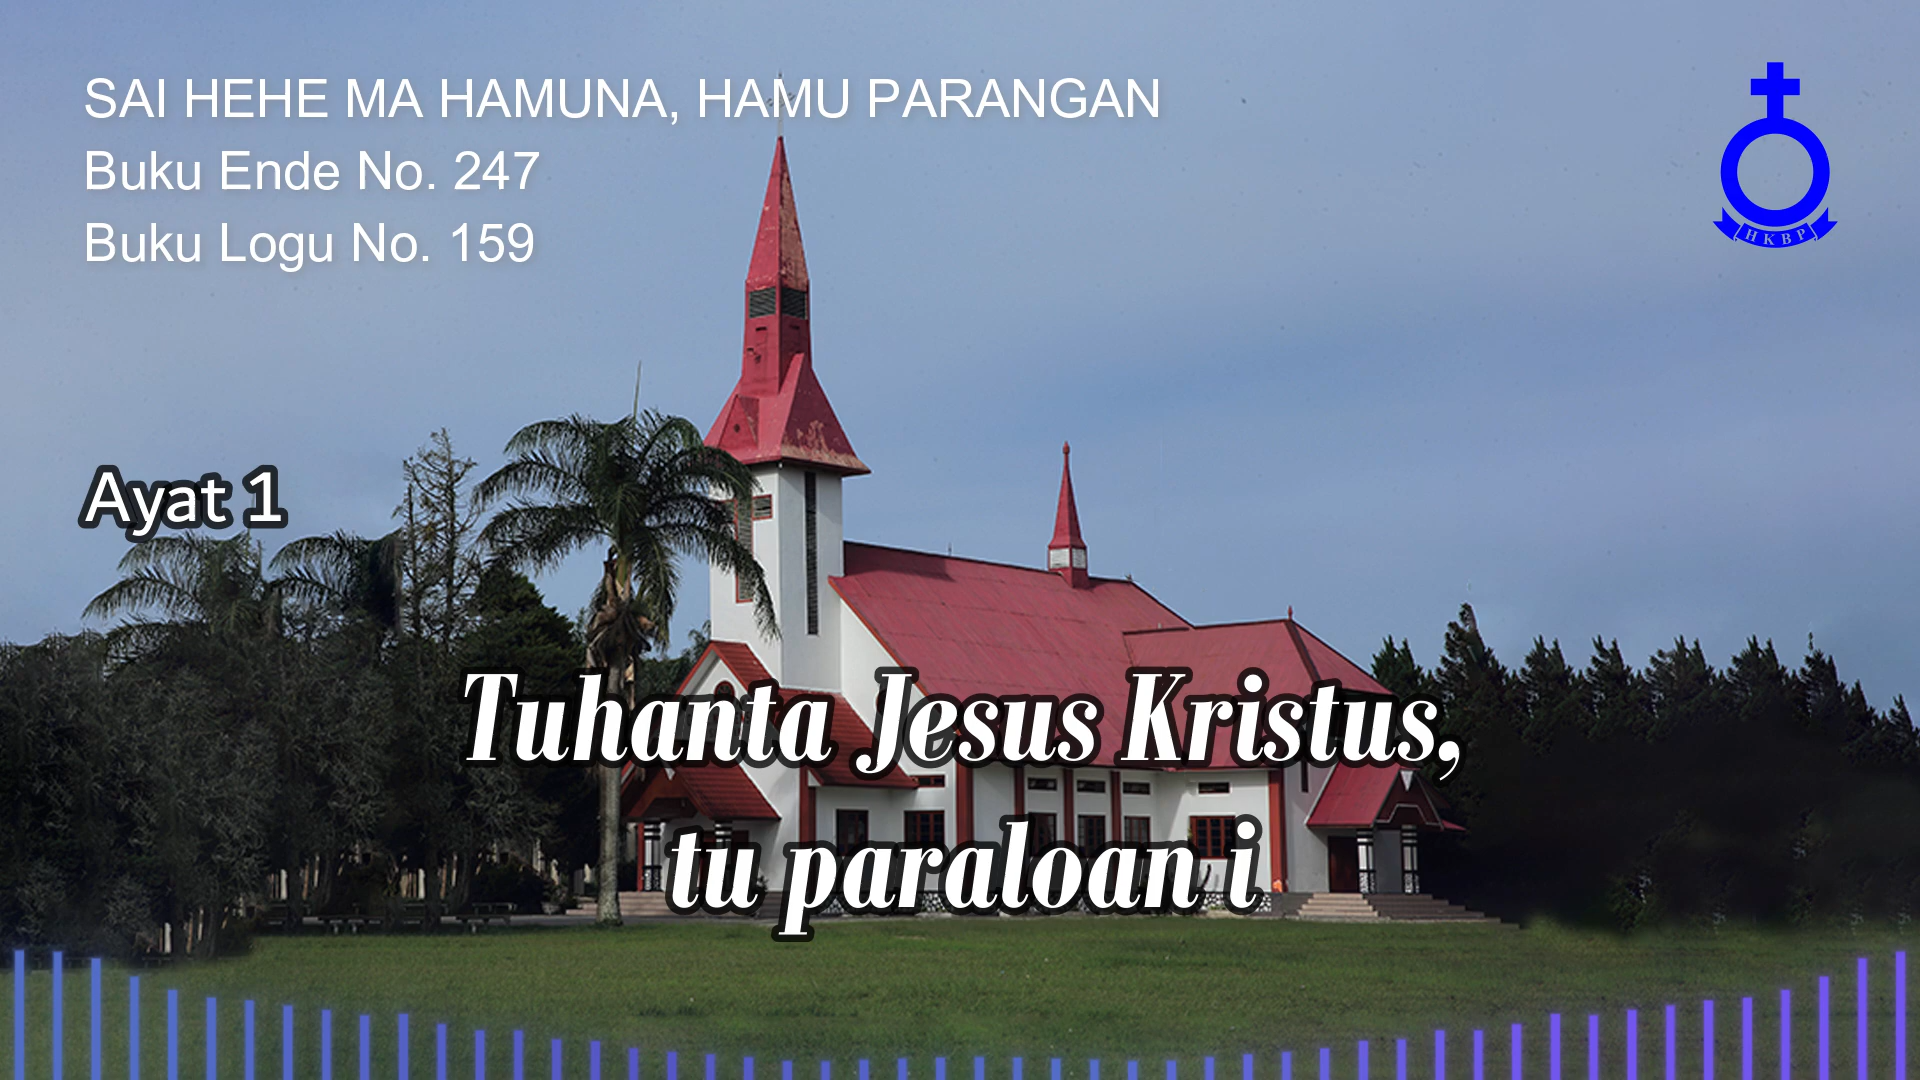 SAI HEHE MA HAMUNA, HAMU PARANGAN
Buku Ende No. 247
Buku Logu No. 159
HKBP
Ayat 1
Tuhanta Jesus Kristus,
tu paraloan i